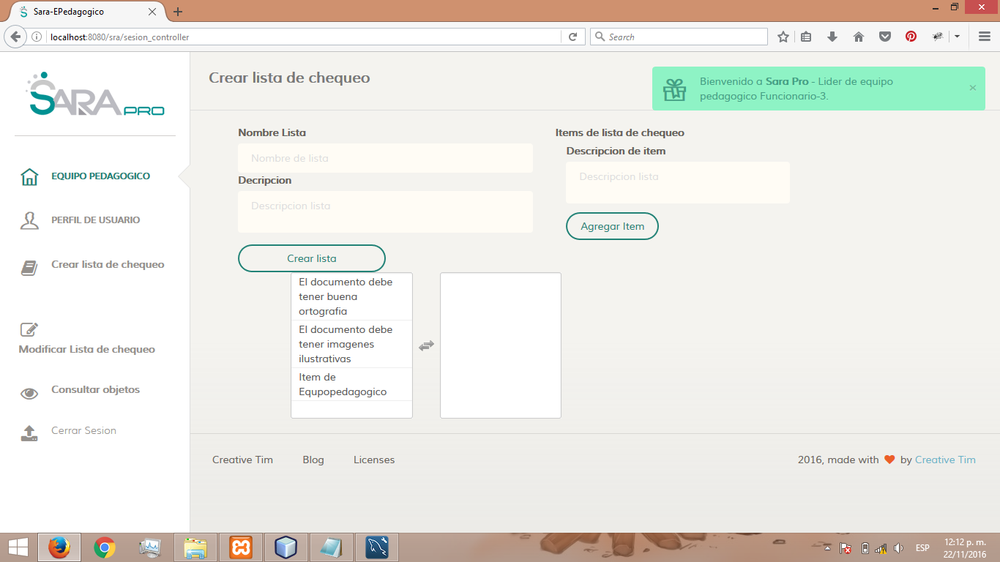 Sara-EPedagogico
localhost:8080/sra/sesion_controller
Search
SARA PRO
EQUIPO PEDAGOGICO
PERFIL DE USUARIO
Crear lista de chequeo
Modificar Lista de chequeo
Consultar objetos
Cerrar Sesion
Crear lista de chequeo
Bienvenido a Sara Pro - Lider de equipo
pedagogico Funcionario-3.
×
Nombre Lista
Nombre de lista
Decripcion
Descripcion lista
Crear lista
Items de lista de chequeo
Descripcion de item
Descripcion lista
Agregar Item
El documento debe
tener buena
ortografia
El documento debe
tener imagenes
ilustrativas
Item de
Equpopedagogico
Creative Tim
Blog
Licenses
2016, made with by Creative Tim
ESP
12:12 p. m.
22/11/2016